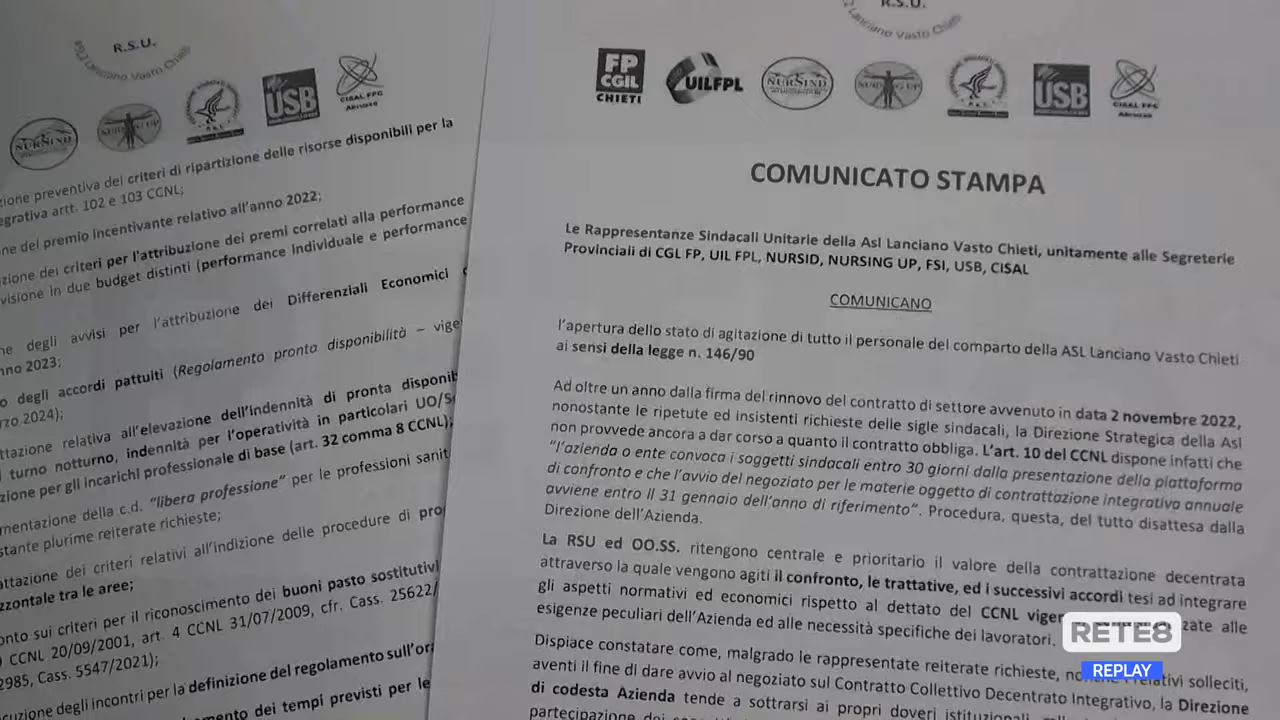 R.S.U.
Lanciano Vasto Chieti
NURSIND
USB
CISAL FPC
Abruzzo
zione preventiva dei criteri di ripartizione delle risorse disponibili per la
egrativa artt. 102 e 103 CCNL;
ne del premio incentivante relativo all'anno 2022;
zione dei criteri per l'attribuzione dei premi correlati alla performance
visione in due budget distinti (performance Individuale e performance
ne degli avvisi per l'attribuzione dei Differenziali Economici
nno 2023;
o degli accordi pattuiti (Regolamento pronta disponibilità – vige
rzo 2024);
ttazione relativa all'elevazione dell'indennità di pronta disponib
turno notturno, indennità per l'operatività in particolari UO/S
zione per gli incarichi professionale di base (art. 32 comma 8 CCNL);
mentazione della c.d. "libera professione" per le professioni sanit
stante plurime reiterate richieste;
attazione dei criteri relativi all'indizione delle procedure di pro
zzontale tra le aree;
onto sui criteri per il riconoscimento dei buoni pasto sostitutivi
CCNL 20/09/2001, art. 4 CCNL 31/07/2009, cfr. Cass. 25622/
2985, Cass. 5547/2021);
cuzione degli incontri per la definizione del regolamento sull'ora
mento dei tempi previsti per le
R.S.U.
Lanciano Vasto Chieti
FP
CGIL
CHIETI
UILFPL
NURSIND
NURSING UP
USB
CISAL FPC
Abruzzo
COMUNICATO STAMPA
Le Rappresentanze Sindacali Unitarie della Asl Lanciano Vasto Chieti, unitamente alle Segreterie
Provinciali di CGL FP, UIL FPL, NURSID, NURSING UP, FSI, USB, CISAL
COMUNICANO
l'apertura dello stato di agitazione di tutto il personale del comparto della ASL Lanciano Vasto Chieti
ai sensi della legge n. 146/90
Ad oltre un anno dalla firma del rinnovo del contratto di settore avvenuto in data 2 novembre 2022,
nonostante le ripetute ed insistenti richieste delle sigle sindacali, la Direzione Strategica della Asl
non provvede ancora a dar corso a quanto il contratto obbliga. L'art. 10 del CCNL dispone infatti che
"l'azienda o ente convoca i soggetti sindacali entro 30 giorni dalla presentazione della piattaforma
di confronto e che l'avvio del negoziato per le materie oggetto di contrattazione integrativa annuale
avviene entro il 31 gennaio dell'anno di riferimento". Procedura, questa, del tutto disattesa dalla
Direzione dell'Azienda.
La RSU ed OO.SS. ritengono centrale e prioritario il valore della contrattazione decentrata
attraverso la quale vengono agiti il confronto, le trattative, ed i successivi accordi tesi ad integrare
gli aspetti normativi ed economici rispetto al dettato del CCNL viger zate alle
esigenze peculiari dell'Azienda ed alle necessità specifiche dei lavoratori.
Dispiace constatare come, malgrado le rappresentate reiterate richieste, relativi solleciti,
aventi il fine di dare avvio al negoziato sul Contratto Collettivo Decentrato Integrativo, la Direzione
di codesta Azienda tende a sottrarsi ai propri doveri istituzionali
partecipazione dei
RETE8
REPLAY